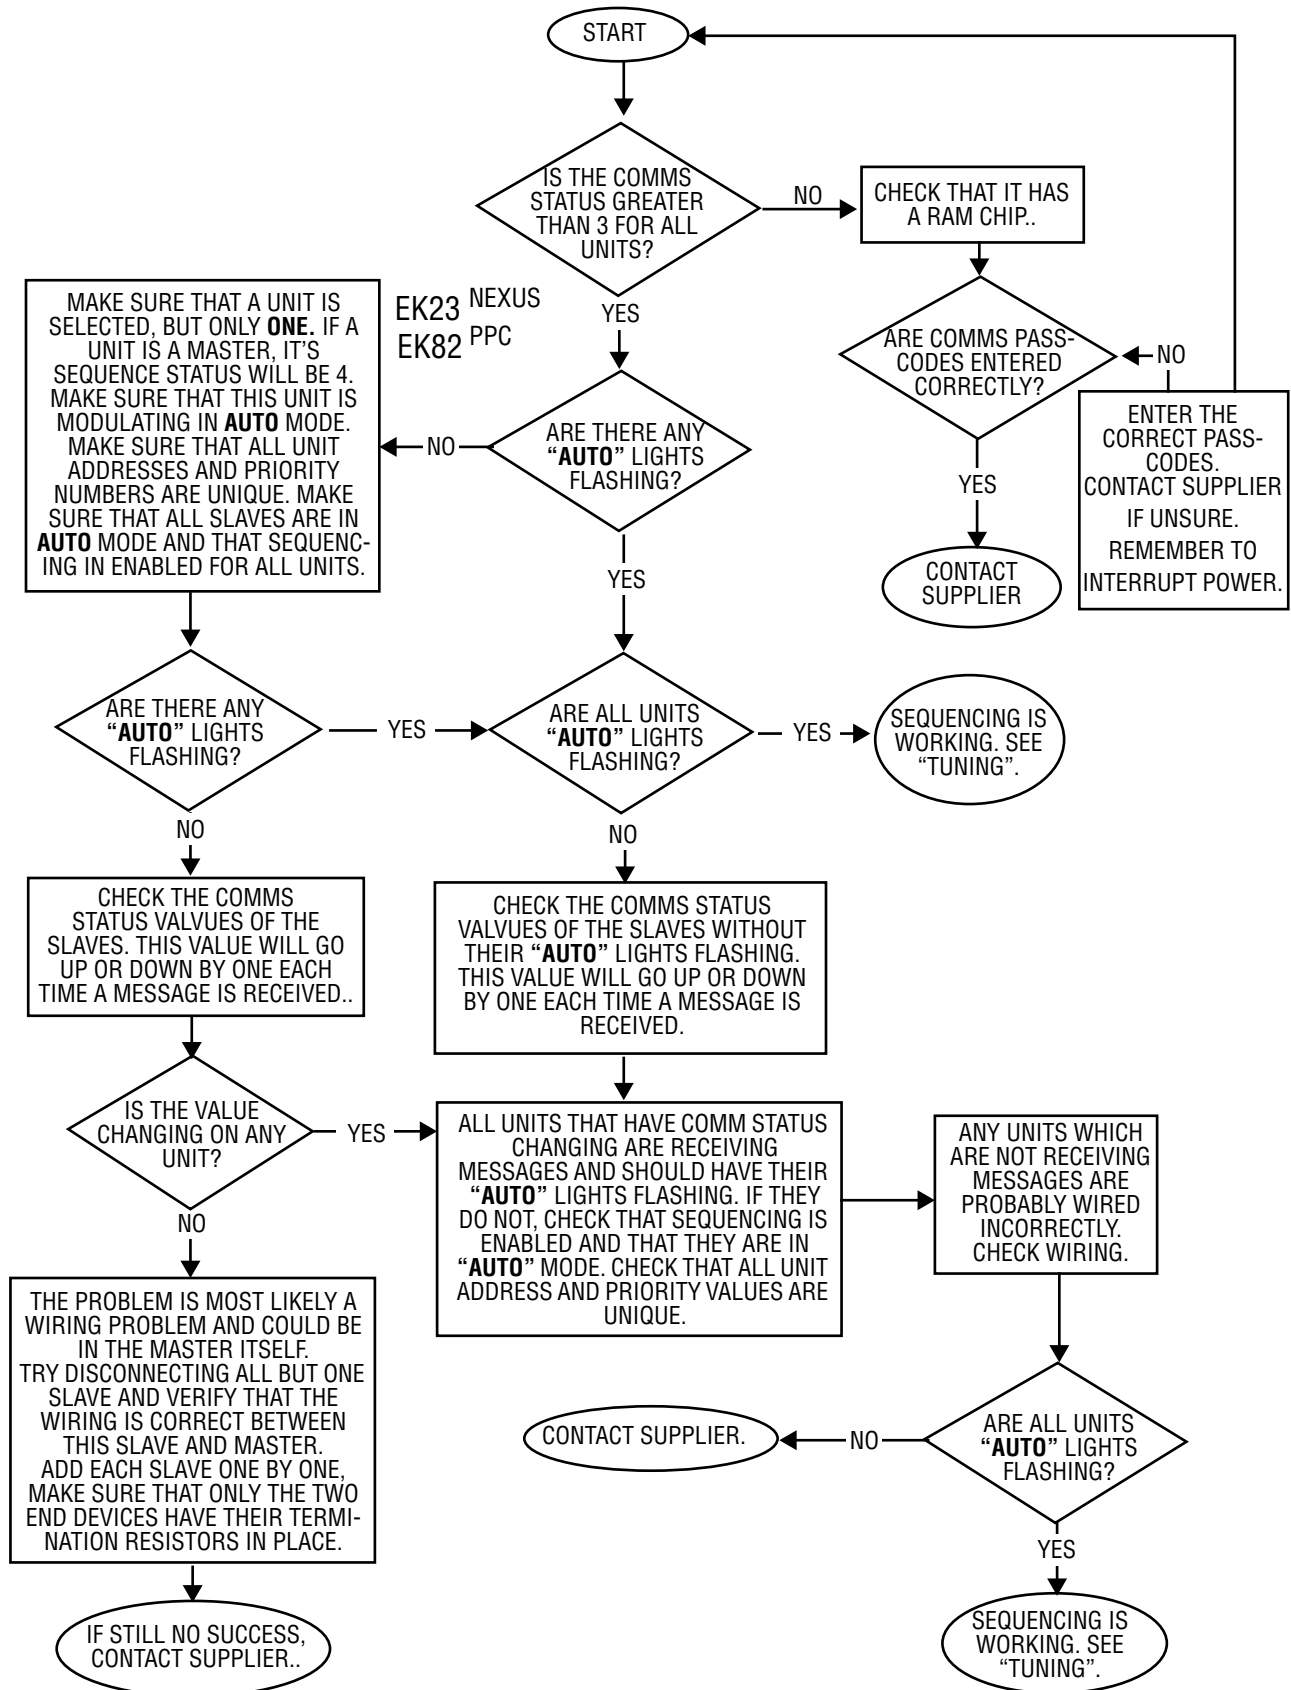 START
IS THE COMMS
STATUS GREATER
THAN 3 FOR ALL
UNITS?
NO
CHECK THAT IT HAS
A RAM CHIP..
YES
EK23 NEXUS
EK82 PPC
MAKE SURE THAT A UNIT IS
SELECTED, BUT ONLY ONE. IF A
UNIT IS A MASTER, IT'S
SEQUENCE STATUS WILL BE 4.
MAKE SURE THAT THIS UNIT IS
MODULATING IN AUTO MODE.
MAKE SURE THAT ALL UNIT
ADDRESSES AND PRIORITY
NUMBERS ARE UNIQUE. MAKE
SURE THAT ALL SLAVES ARE IN
AUTO MODE AND THAT SEQUENC-
ING IN ENABLED FOR ALL UNITS.
NO
ARE THERE ANY
“AUTO” LIGHTS
FLASHING?
ARE COMMS PASS-
CODES ENTERED
CORRECTLY?
NO
ENTER THE
CORRECT PASS-
CODES.
CONTACT SUPPLIER
IF UNSURE.
REMEMBER TO
INTERRUPT POWER.
YES
CONTACT
SUPPLIER
YES
ARE THERE ANY
“AUTO” LIGHTS
FLASHING?
YES
ARE ALL UNITS
“AUTO” LIGHTS
FLASHING?
YES
SEQUENCING IS
WORKING. SEE
“TUNING”.
NO
NO
CHECK THE COMMS
STATUS VALVUES OF THE
SLAVES. THIS VALUE WILL GO
UP OR DOWN BY ONE EACH
TIME A MESSAGE IS RECEIVED..
CHECK THE COMMS STATUS
VALVUES OF THE SLAVES WITHOUT
THEIR “AUTO” LIGHTS FLASHING.
THIS VALUE WILL GO UP OR DOWN
BY ONE EACH TIME A MESSAGE IS
RECEIVED.
IS THE VALUE
CHANGING ON ANY
UNIT?
YES
ALL UNITS THAT HAVE COMM STATUS
CHANGING ARE RECEIVING
MESSAGES AND SHOULD HAVE THEIR
“AUTO” LIGHTS FLASHING. IF THEY
DO NOT, CHECK THAT SEQUENCING IS
ENABLED AND THAT THEY ARE IN
“AUTO” MODE. CHECK THAT ALL UNIT
ADDRESS AND PRIORITY VALUES ARE
UNIQUE.
ANY UNITS WHICH
ARE NOT RECEIVING
MESSAGES ARE
PROBABLY WIRED
INCORRECTLY.
CHECK WIRING.
NO
THE PROBLEM IS MOST LIKELY A
WIRING PROBLEM AND COULD BE
IN THE MASTER ITSELF.
TRY DISCONNECTING ALL BUT ONE
SLAVE AND VERIFY THAT THE
WIRING IS CORRECT BETWEEN
THIS SLAVE AND MASTER.
ADD EACH SLAVE ONE BY ONE,
MAKE SURE THAT ONLY THE TWO
END DEVICES HAVE THEIR TERMI-
NATION RESISTORS IN PLACE.
CONTACT SUPPLIER.
NO
ARE ALL UNITS
“AUTO” LIGHTS
FLASHING?
YES
IF STILL NO SUCCESS,
CONTACT SUPPLIER..
SEQUENCING IS
WORKING. SEE
“TUNING”.